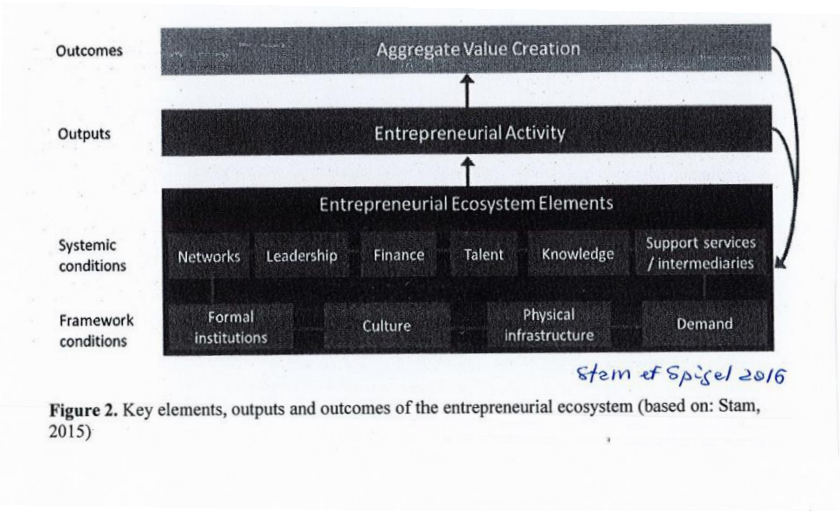 Outcomes
Aggregate Value Creation
Outputs
Entrepreneurial Activity
Entrepreneurial Ecosystem Elements
Systemic
conditions
Networks
Leadership
Finance
Talent
Knowledge
Support services
/ intermediaries
Framework
conditions
Formal
institutions
Culture
Physical
infrastructure
Demand
Stam et Spigel 2016
Figure 2. Key elements, outputs and outcomes of the entrepreneurial ecosystem (based on: Stam,
2015)